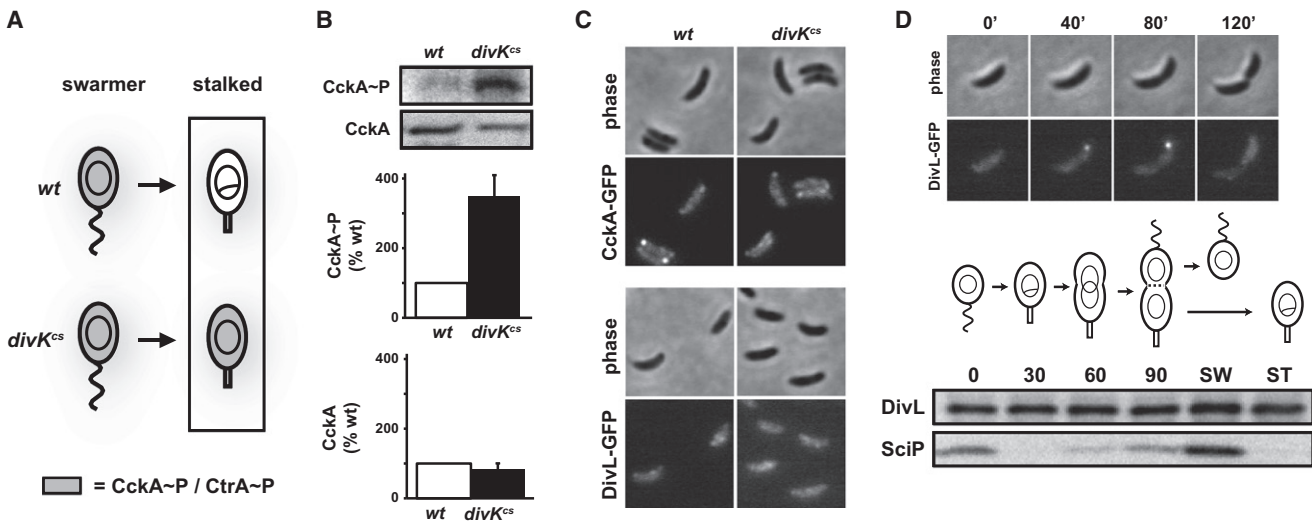 A
swarmer stalked
wt
divKcs
= CckA~P / CtrA~P
B
wt divKcs
CckA~P
CckA
CckA~P
(% wt)
400
200
0
wt divKcs
CckA
(% wt)
400
200
0
wt divKcs
C
wt divKcs
phase
CckA-GFP
phase
DivL-GFP
D
0' 40' 80' 120'
phase
DivL-GFP
0 30 60 90 SW ST
DivL
SciP